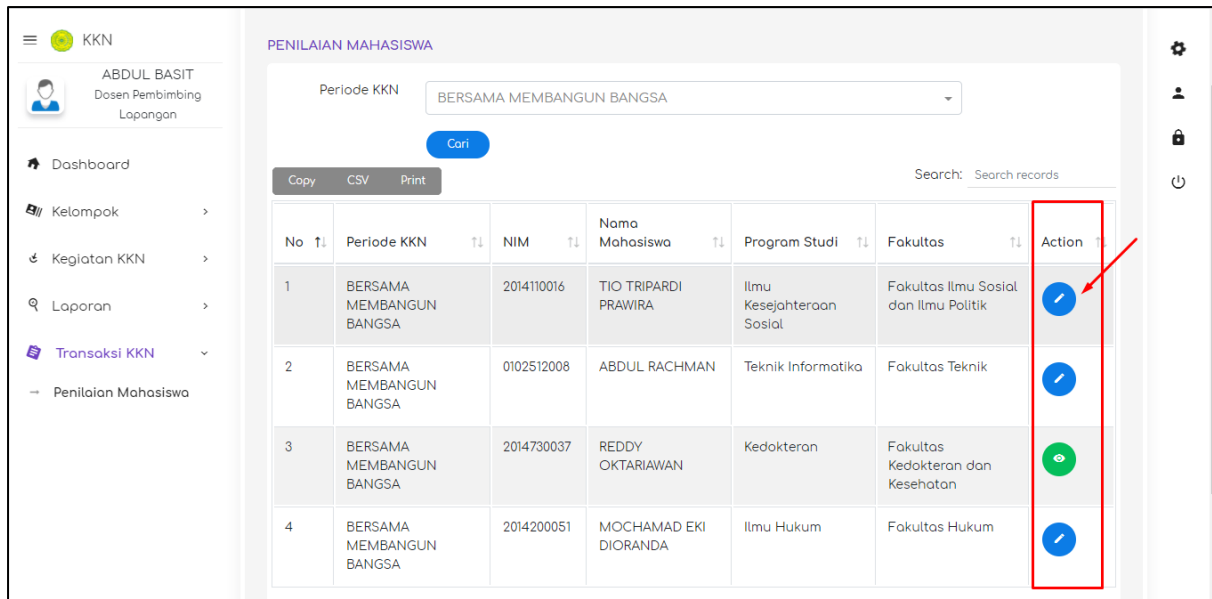 KKN
ABDUL BASIT
Dosen Pembimbing
Lapangan
Dashboard
Kelompok
Kegiatan KKN
Laporan
Transaksi KKN
Penilaian Mahasiswa
PENILAIAN MAHASISWA
Periode KKN
BERSAMA MEMBANGUN BANGSA
Cari
Copy CSV Print
Search: Search records
No Periode KKN NIM Nama Mahasiswa Program Studi Fakultas Action
1 BERSAMA MEMBANGUN BANGSA 2014110016 TIO TRIPARDI PRAWIRA Ilmu Kesejahteraan Sosial Fakultas Ilmu Sosial dan Ilmu Politik
2 BERSAMA MEMBANGUN BANGSA 0102512008 ABDUL RACHMAN Teknik Informatika Fakultas Teknik
3 BERSAMA MEMBANGUN BANGSA 2014730037 REDDY OKTARIAWAN Kedokteran Fakultas Kedokteran dan Kesehatan
4 BERSAMA MEMBANGUN BANGSA 2014200051 MOCHAMAD EKI DIORANDA Ilmu Hukum Fakultas Hukum